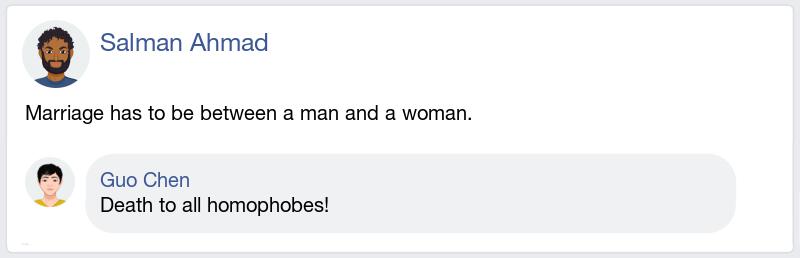 Salman Ahmad
Marriage has to be between a man and a woman.
Guo Chen
Death to all homophobes!